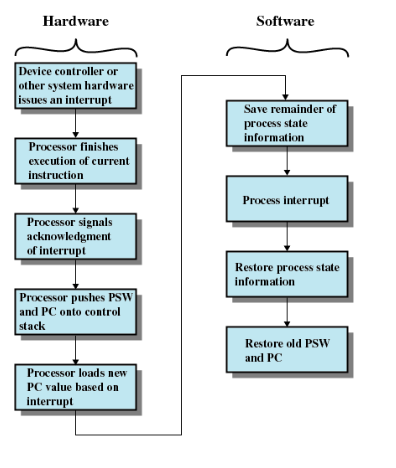 Hardware
Device controller or
other system hardware
issues an interrupt
Processor finishes
execution of current
instruction
Processor signals
acknowledgment
of interrupt
Processor pushes PSW
and PC onto control
stack
Processor loads new
PC value based on
interrupt
Software
Save remainder of
process state
information
Process interrupt
Restore process state
information
Restore old PSW
and PC